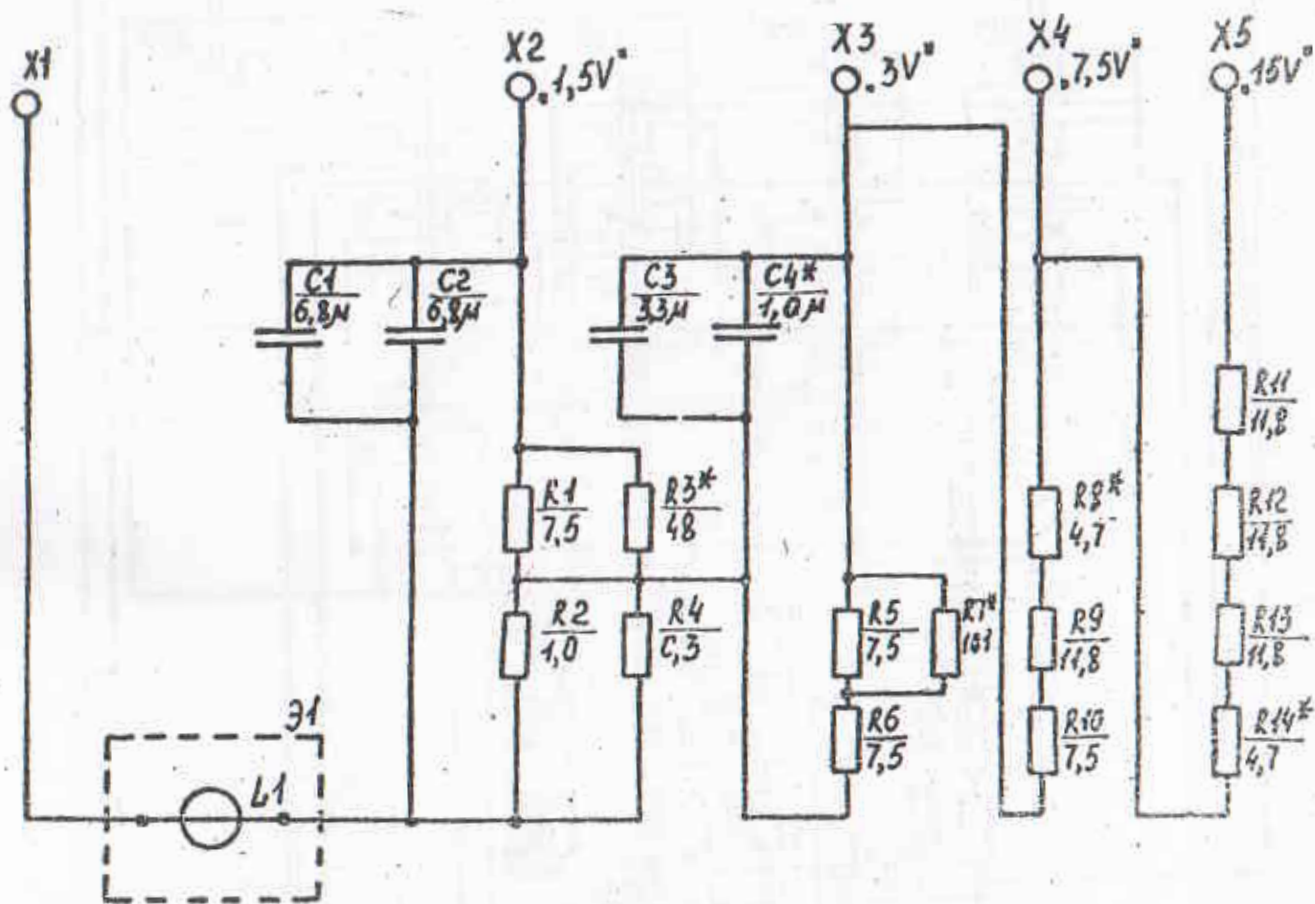 X1
X2
1,5V*
X3
3V*
X4
7,5V*
X5
15V*
C1
6,8µ
C2
6,8µ
C3
3,3µ
C4*
1,0µ
R1
7,5
R3*
48
R2
1,0
R4
0,3
R5
7,5
R7*
R6
7,5
R8*
4,7
R9
11,8
R10
7,5
R11
11,8
R12
11,8
R13
11,8
R14*
4,7
Э1
L1